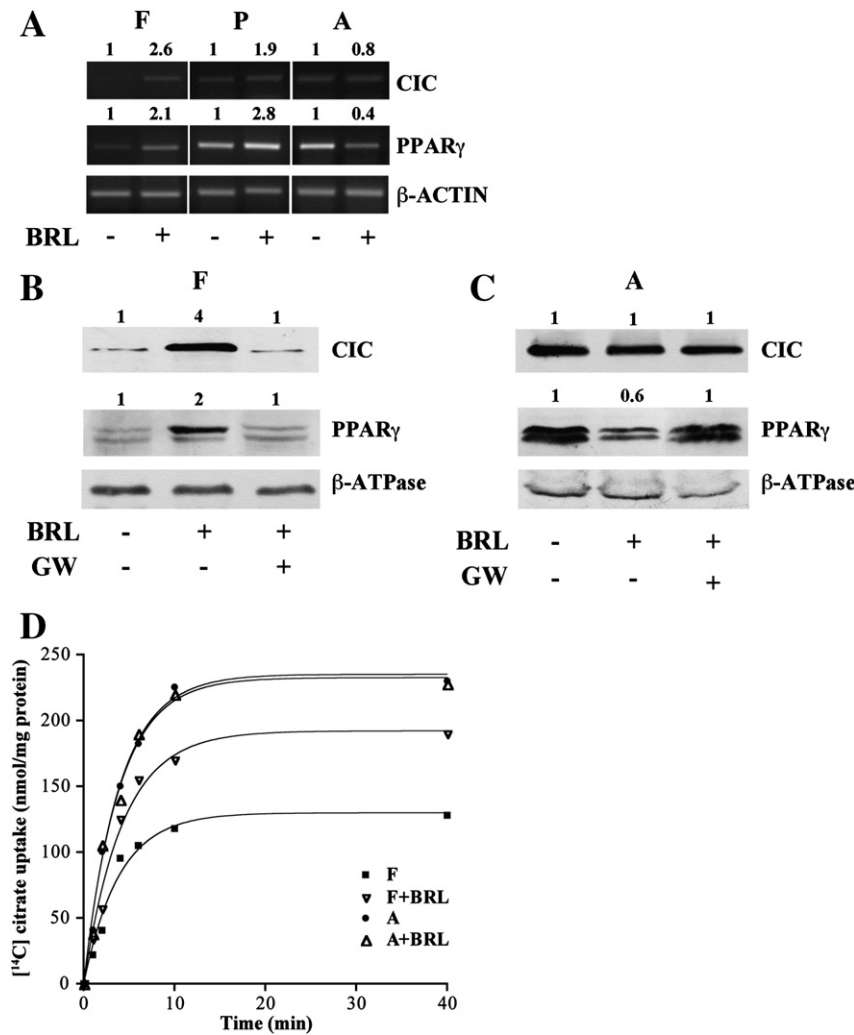 A
F P A
1 2.6 1 1.9 1 0.8
CIC
1 2.1 1 2.8 1 0.4
PPARγ
β-ACTIN
BRL - + - + - +
B
F
1 4 1
CIC
1 2 1
PPARγ
β-ATPase
BRL - + +
GW - - +
C
A
1 1 1
CIC
1 0.6 1
PPARγ
β-ATPase
BRL - + +
GW - - +
D
[¹⁴C] citrate uptake (nmol/mg protein)
250
200
150
100
50
0
F
F+BRL
A
A+BRL
0 10 20 30 40
Time (min)